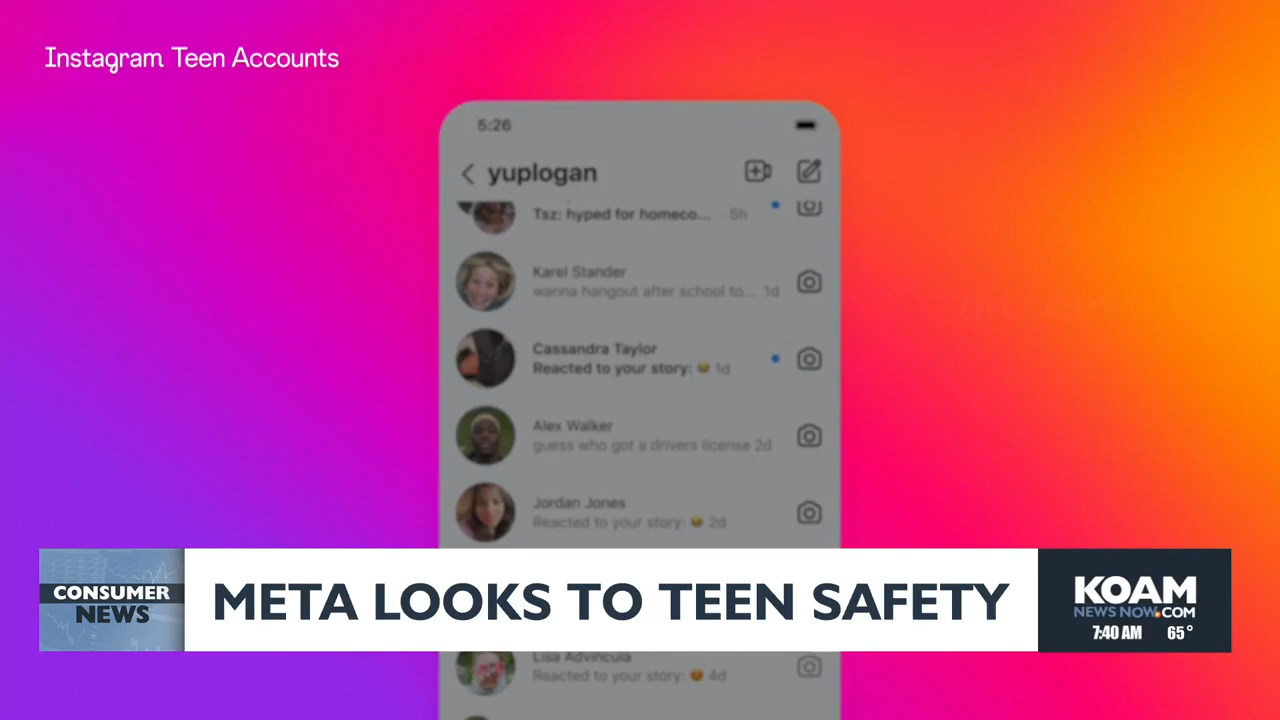 Instagram Teen Accounts
5:26
yuplogan
Tsz: hyped for homeco... · 5h
Karel Stander
wanna hangout after school to... 1d
Cassandra Taylor
Reacted to your story: 😂 1d
Alex Walker
guess who got a drivers license 2d
Jordan Jones
Reacted to your story: 😂 2d
CONSUMER
NEWS
META LOOKS TO TEEN SAFETY
KOAM
NEWS NOW.COM
7:40 AM 65°
Lisa Advincula
Reacted to your story: 😍 4d